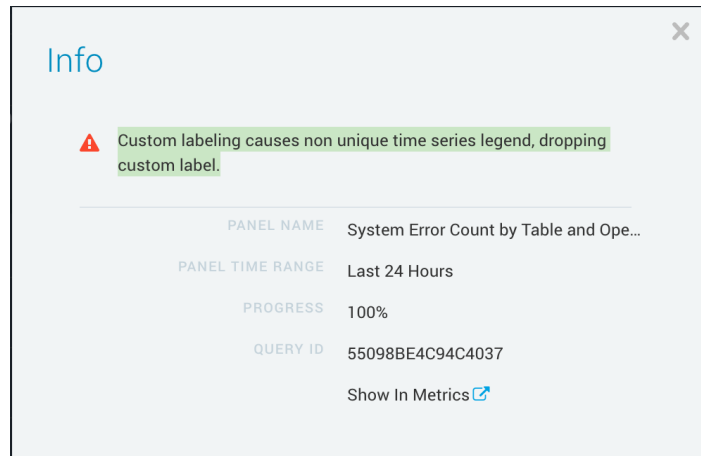 Info
Custom labeling causes non unique time series legend, dropping
custom label.
PANEL NAME System Error Count by Table and Ope...
PANEL TIME RANGE Last 24 Hours
PROGRESS 100%
QUERY ID 55098BE4C94C4037
Show In Metrics